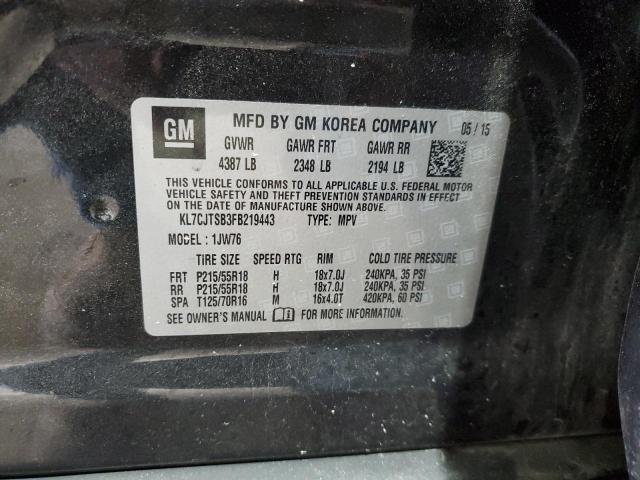 GM
MFD BY GM KOREA COMPANY 05 / 15
GVWR GAWR FRT GAWR RR
4387 LB 2348 LB 2194 LB
THIS VEHICLE CONFORMS TO ALL APPLICABLE U.S. FEDERAL MOTOR
VEHICLE SAFETY AND THEFT PREVENTION STANDARDS IN EFFECT
ON THE DATE OF MANUFACTURE SHOWN ABOVE.
KL7CJTSB3FB219443 TYPE: MPV
MODEL : 1JW76
TIRE SIZE SPEED RTG RIM COLD TIRE PRESSURE
FRT P215/55R18 H 18x7.0J 240KPA, 35 PSI
RR P215/55R18 H 18x7.0J 240KPA, 35 PSI
SPA T125/70R16 M 16x4.0T 420KPA, 60 PSI
SEE OWNER'S MANUAL FOR MORE INFORMATION.